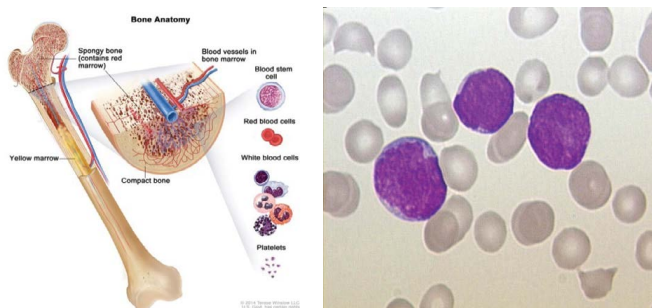 Bone Anatomy
Spongy bone
(contains red
marrow)
Blood vessels in
bone marrow
Blood stem
cell
Red blood cells
White blood cells
Yellow marrow
Compact bone
Platelets